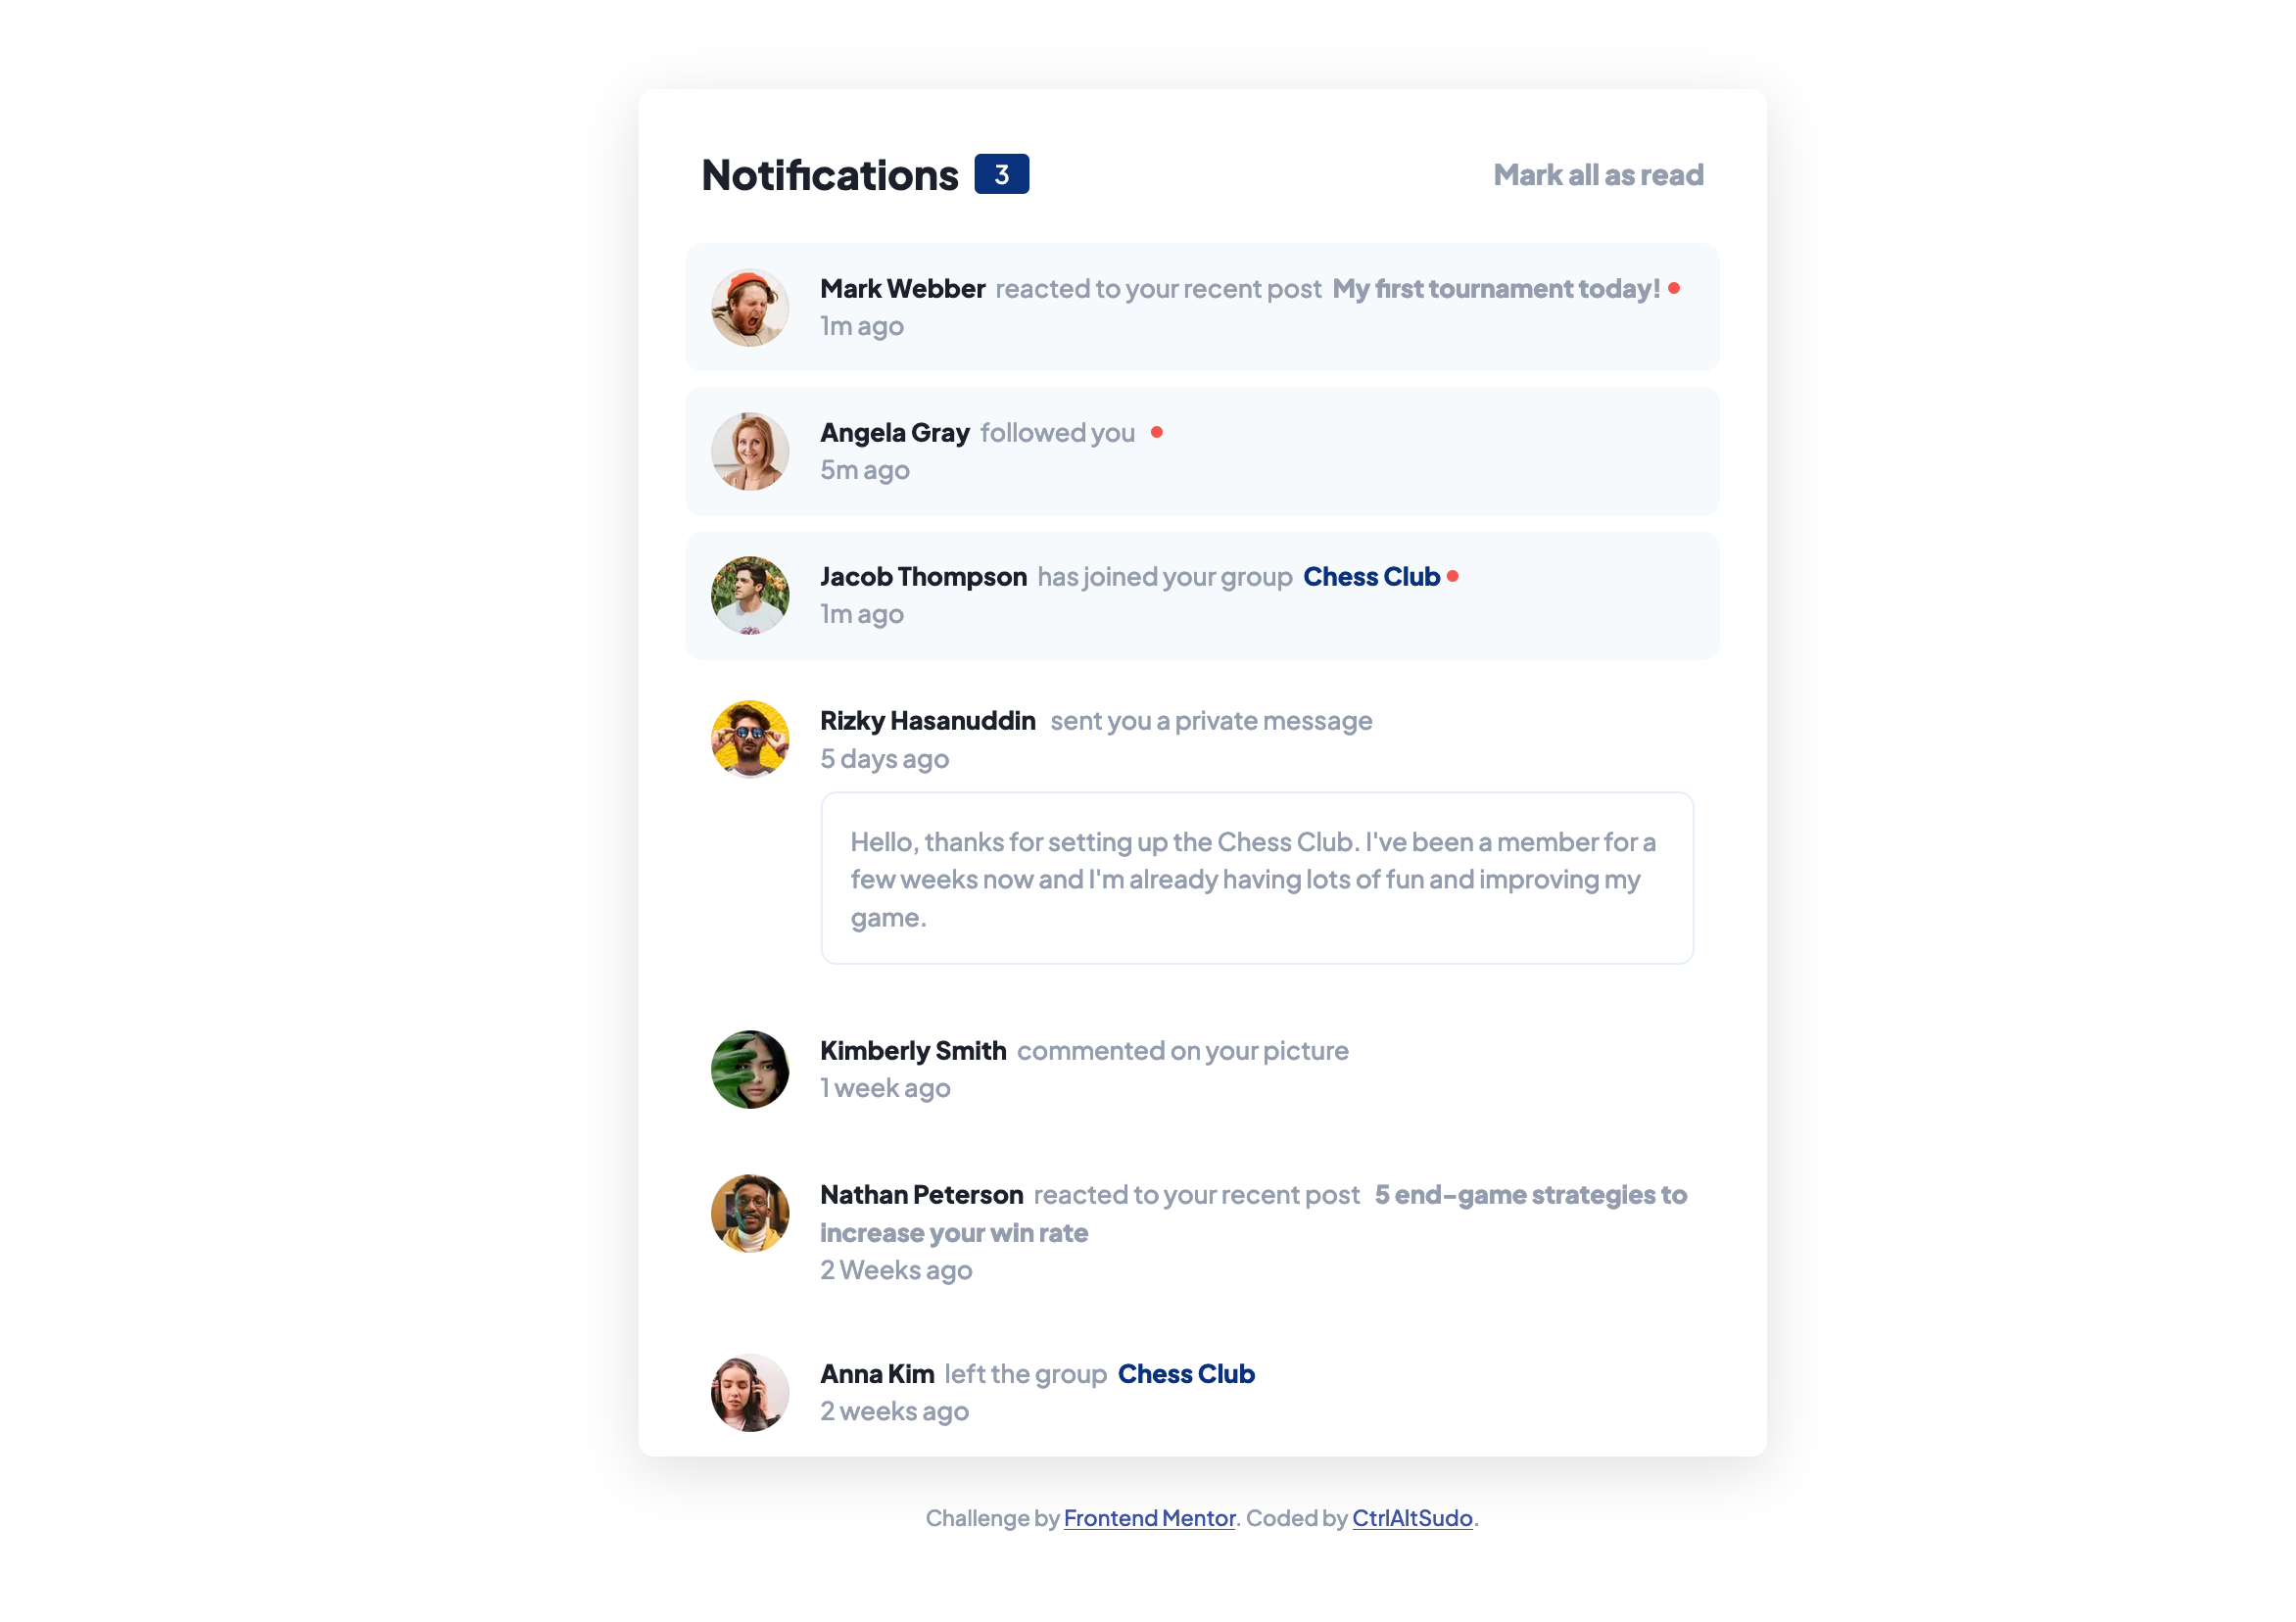 Notifications 3 Mark all as read
Mark Webber reacted to your recent post My first tournament today!
1m ago
Angela Gray followed you
5m ago
Jacob Thompson has joined your group Chess Club
1m ago
Rizky Hasanuddin sent you a private message
5 days ago
Hello, thanks for setting up the Chess Club. I've been a member for a
few weeks now and I'm already having lots of fun and improving my
game.
Kimberly Smith commented on your picture
1 week ago
Nathan Peterson reacted to your recent post 5 end-game strategies to
increase your win rate
2 Weeks ago
Anna Kim left the group Chess Club
2 weeks ago
Challenge by Frontend Mentor. Coded by CtrlAltSudo.